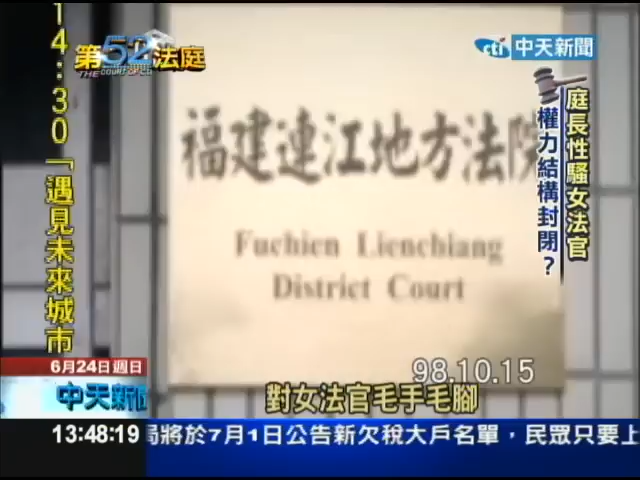 14:30「遇見未來城市
第52法庭
THE COURT OPEN
cti 中天新聞
庭長性騷女法官
權力結構封閉？
福建連江地方法院
Fuchien Lienchiang
District Court
98.10.15
對女法官毛手毛腳
6月24日週日
中天新聞
13:48:19
局將於7月1日公告新欠稅大戶名單，民眾只要上